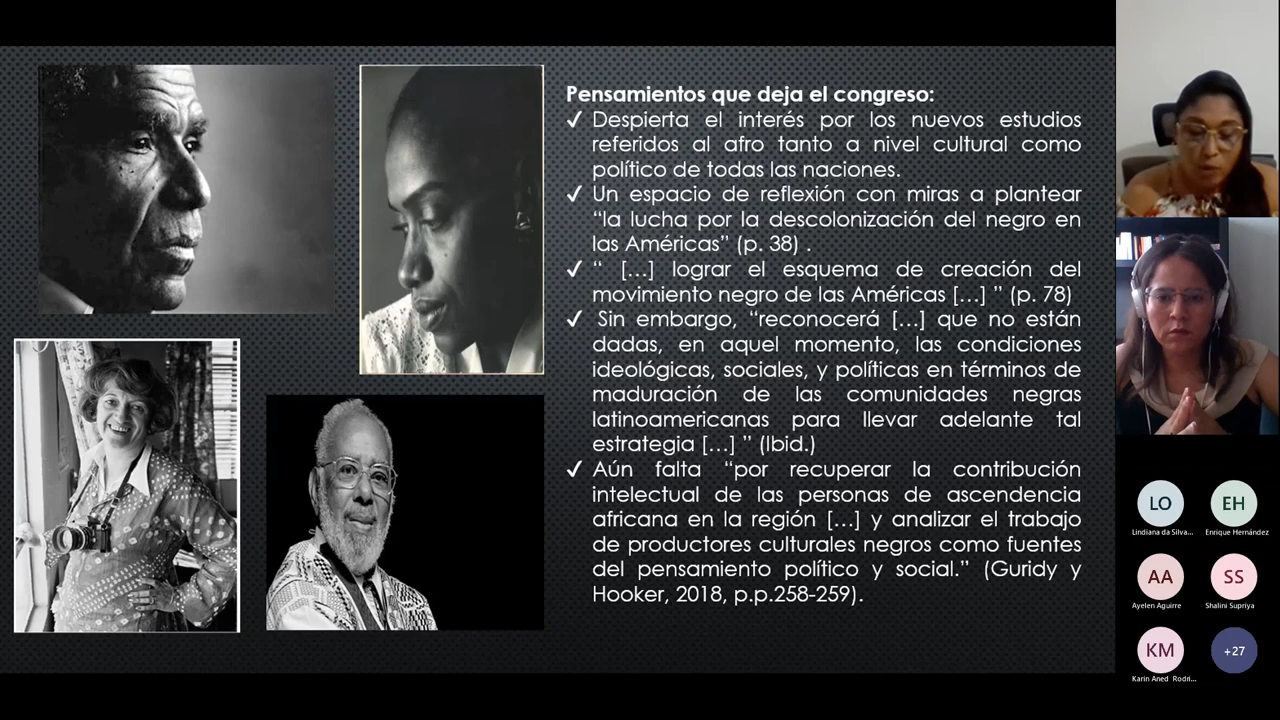 Pensamientos que deja el congreso:
✓ Despierta el interés por los nuevos estudios
referidos al afro tanto a nivel cultural como
político de todas las naciones.
✓ Un espacio de reflexión con miras a plantear
“la lucha por la descolonización del negro en
las Américas” (p. 38) .
✓ “ [...] lograr el esquema de creación del
movimiento negro de las Américas [...] ” (p. 78)
✓ Sin embargo, “reconocerá [...] que no están
dadas, en aquel momento, las condiciones
ideológicas, sociales, y políticas en términos de
maduración de las comunidades negras
latinoamericanas para llevar adelante tal
estrategia [...] ” (Ibid.)
✓ Aún falta “por recuperar la contribución
intelectual de las personas de ascendencia
africana en la región [...] y analizar el trabajo
de productores culturales negros como fuentes
del pensamiento político y social.” (Guridy y
Hooker, 2018, p.p.258-259).
LO
Lindiana da Silva...
EH
Enrique Hernández
AA
Ayelen Aguirre
SS
Shalini Supriya
KM
Karin Aned Rodri...
+27